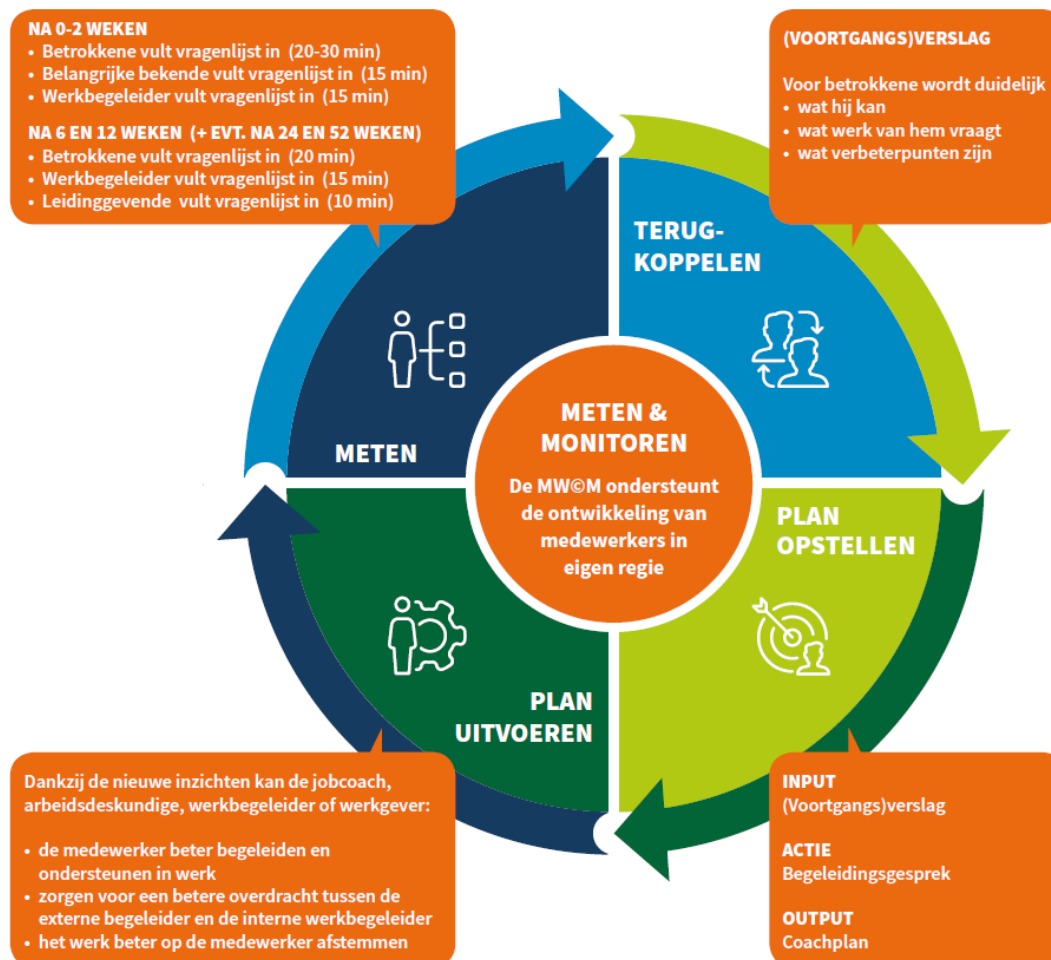 NA 0-2 WEKEN
• Betrokkene vult vragenlijst in (20-30 min)
• Belangrijke bekende vult vragenlijst in (15 min)
• Werkbegeleider vult vragenlijst in (15 min)
NA 6 EN 12 WEKEN (+ EVT. NA 24 EN 52 WEKEN)
• Betrokkene vult vragenlijst in (20 min)
• Werkbegeleider vult vragenlijst in (15 min)
• Leidinggevende vult vragenlijst in (10 min)
(VOORTGANGS)VERSLAG
Voor betrokkene wordt duidelijk
• wat hij kan
• wat werk van hem vraagt
• wat verbeterpunten zijn
TERUG-
KOPPELEN
METEN
METEN &
MONITOREN
De MW©M ondersteunt
de ontwikkeling van
medewerkers in
eigen regie
PLAN
OPSTELLEN
PLAN
UITVOEREN
Dankzij de nieuwe inzichten kan de jobcoach,
arbeidsdeskundige, werkbegeleider of werkgever:
• de medewerker beter begeleiden en
ondersteunen in werk
• zorgen voor een betere overdracht tussen de
externe begeleider en de interne werkbegeleider
• het werk beter op de medewerker afstemmen
INPUT
(Voortgangs)verslag
ACTIE
Begeleidingsgesprek
OUTPUT
Coachplan